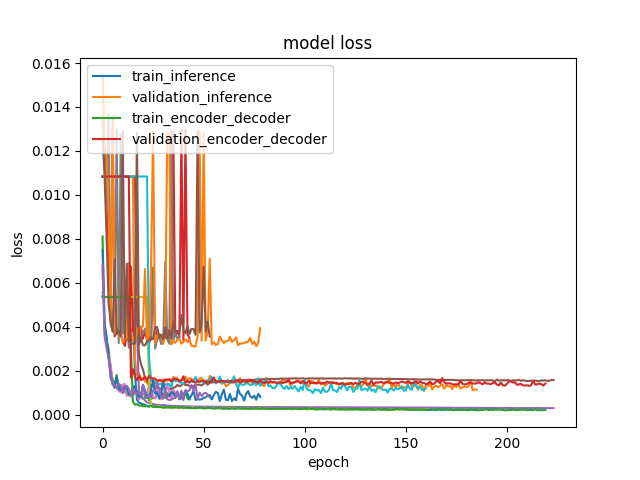 model loss
train_inference
validation_inference
train_encoder_decoder
validation_encoder_decoder
0.016
0.014
0.012
0.010
0.008
0.006
0.004
0.002
0.000
loss
0 50 100 150 200
epoch